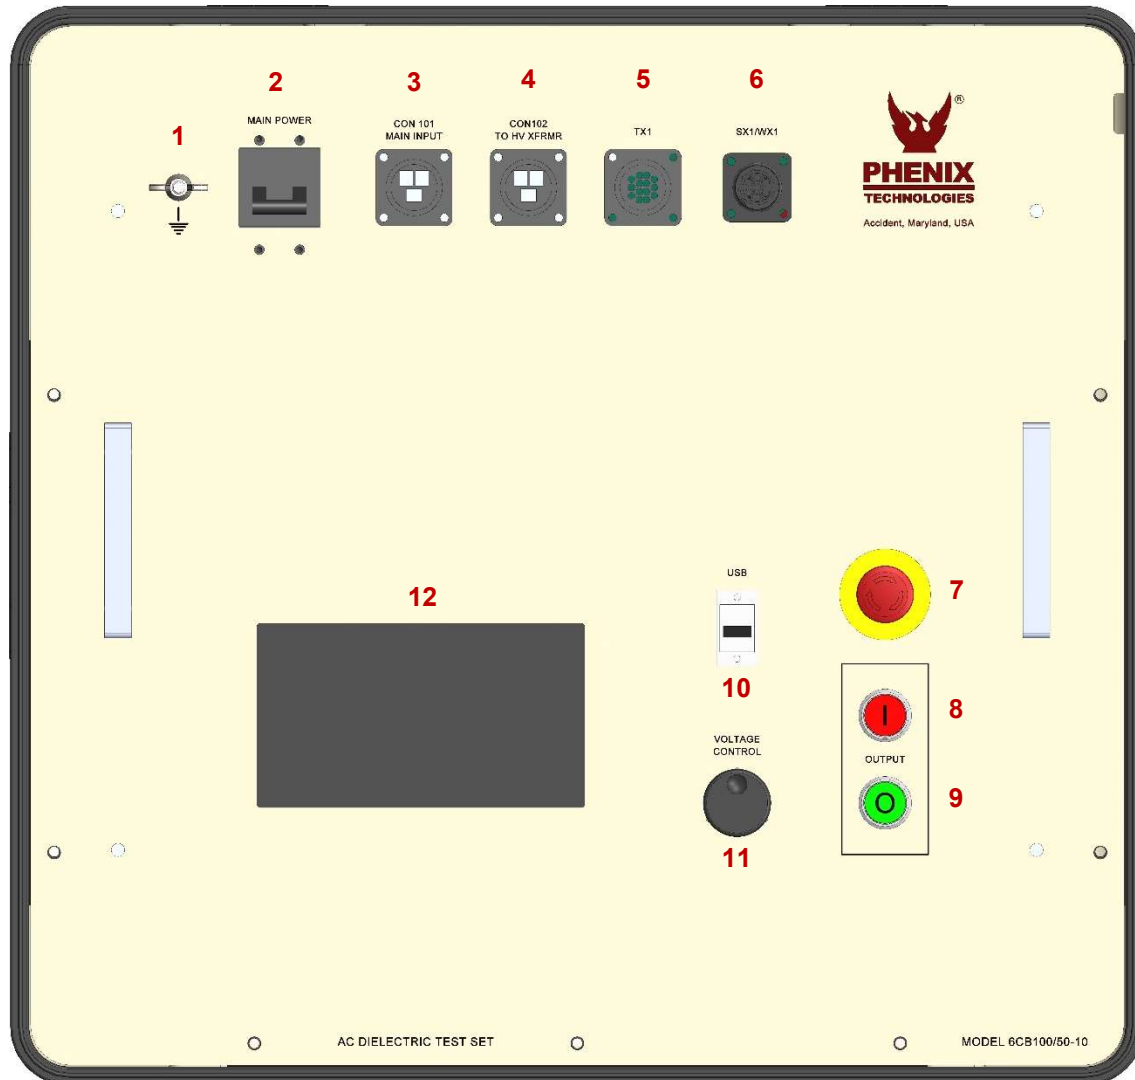 1
2
3
4
5
6
MAIN POWER
CON 101
MAIN INPUT
CON102
TO HV XFRMR
TX1
SX1/WX1
®
PHENIX
TECHNOLOGIES
Accident, Maryland, USA
USB
7
12
10
8
I
VOLTAGE
CONTROL
OUTPUT
9
O
11
AC DIELECTRIC TEST SET
MODEL 6CB100/50-10